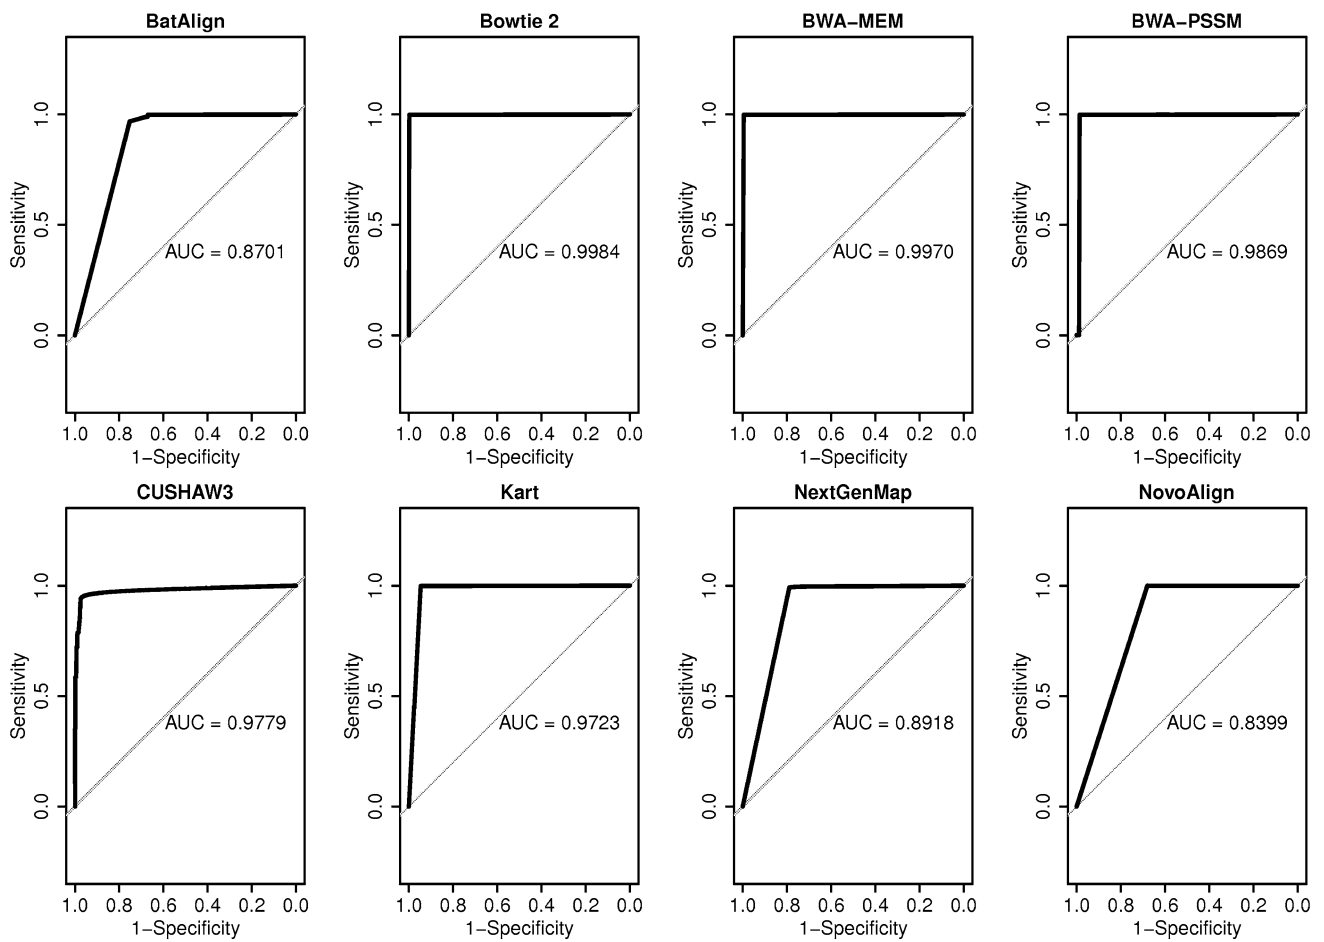 BatAlign
Sensitivity
0.0 0.5 1.0
AUC = 0.8701
1.0 0.8 0.6 0.4 0.2 0.0
1−Specificity
Bowtie 2
Sensitivity
0.0 0.5 1.0
AUC = 0.9984
1.0 0.8 0.6 0.4 0.2 0.0
1−Specificity
BWA−MEM
Sensitivity
0.0 0.5 1.0
AUC = 0.9970
1.0 0.8 0.6 0.4 0.2 0.0
1−Specificity
BWA−PSSM
Sensitivity
0.0 0.5 1.0
AUC = 0.9869
1.0 0.8 0.6 0.4 0.2 0.0
1−Specificity
CUSHAW3
Sensitivity
0.0 0.5 1.0
AUC = 0.9779
1.0 0.8 0.6 0.4 0.2 0.0
1−Specificity
Kart
Sensitivity
0.0 0.5 1.0
AUC = 0.9723
1.0 0.8 0.6 0.4 0.2 0.0
1−Specificity
NextGenMap
Sensitivity
0.0 0.5 1.0
AUC = 0.8918
1.0 0.8 0.6 0.4 0.2 0.0
1−Specificity
NovoAlign
Sensitivity
0.0 0.5 1.0
AUC = 0.8399
1.0 0.8 0.6 0.4 0.2 0.0
1−Specificity